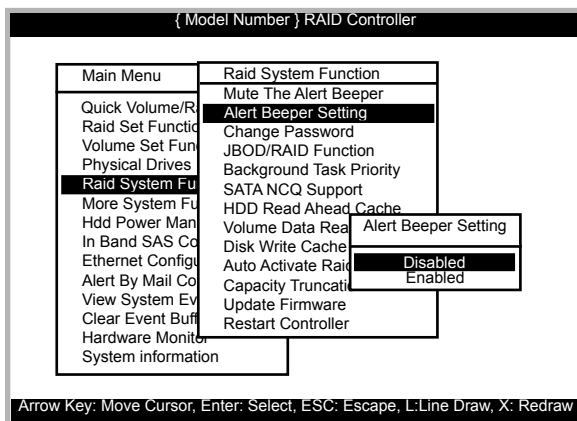 { Model Number } RAID Controller
Main Menu
Quick Volume/R
Raid Set Functio
Volume Set Fun
Physical Drives
Raid System Fu
More System Fu
Hdd Power Man
In Band SAS Co
Ethernet Configu
Alert By Mail Co
View System Ev
Clear Event Buff
Hardware Monitor
System information
Raid System Function
Mute The Alert Beeper
Alert Beeper Setting
Change Password
JBOD/RAID Function
Background Task Priority
SATA NCQ Support
HDD Read Ahead Cache
Volume Data Rea
Disk Write Cache
Auto Activate Raid
Capacity Truncati
Update Firmware
Restart Controller
Alert Beeper Setting
Disabled
Enabled
Arrow Key: Move Cursor, Enter: Select, ESC: Escape, L:Line Draw, X: Redraw